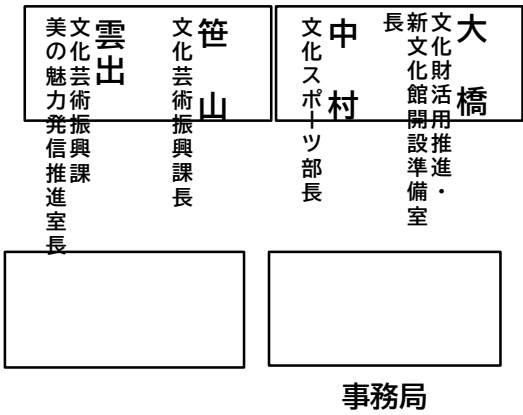 大橋
文化財活用推進・
新文化館開設準備室
長
中村
文化スポーツ部長
笹山
文化芸術振興課長
雲出
文化芸術振興課
美の魅力発信推進室長
事務局